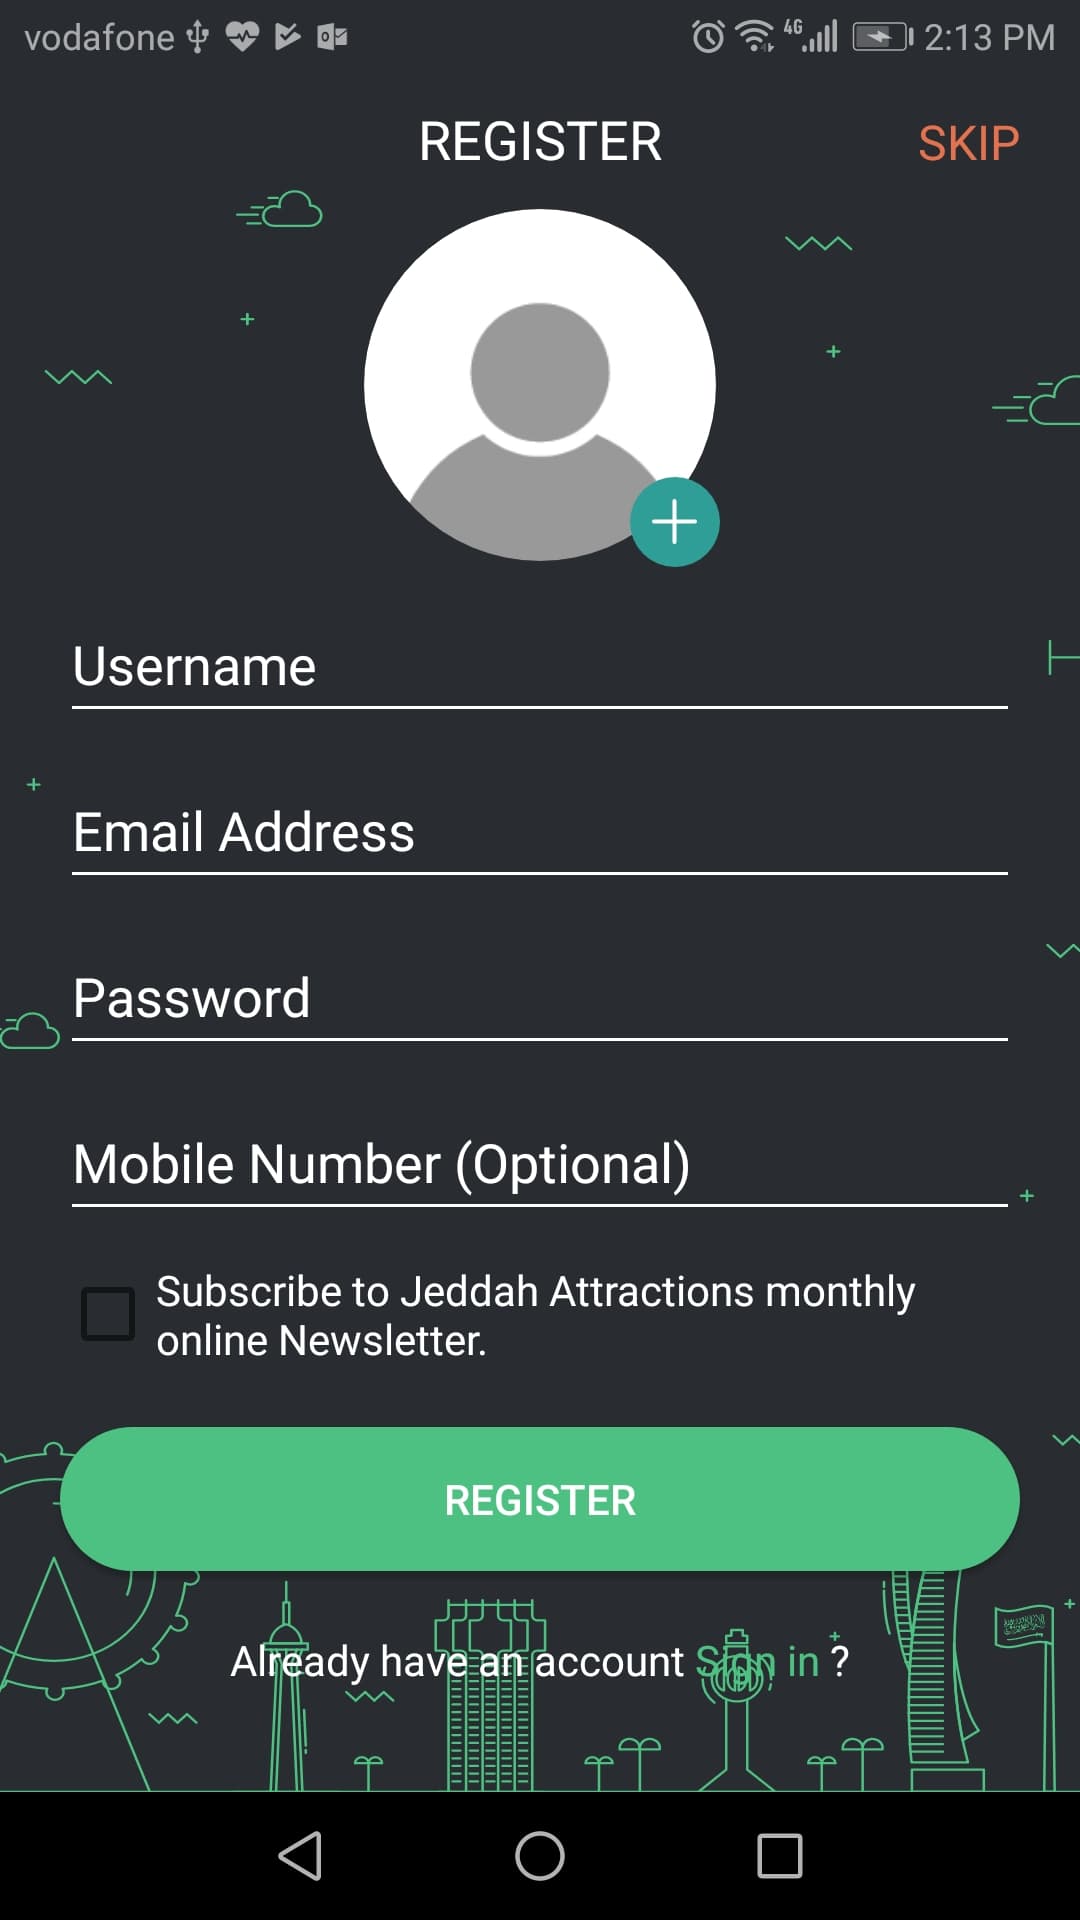 vodafone 4G 2:13 PM
REGISTER SKIP
Username
Email Address
Password
Mobile Number (Optional)
Subscribe to Jeddah Attractions monthly
online Newsletter.
REGISTER
Already have an account Sign in ?